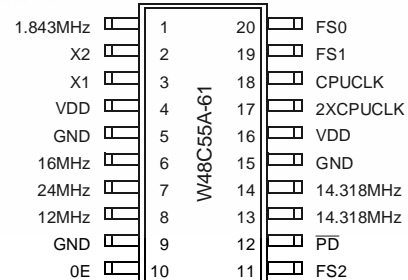 1.843MHz 1 20 FS0
X2 2 19 FS1
X1 3 18 CPUCLK
VDD 4 17 2XCPUCLK
GND 5 16 VDD
16MHz 6 15 GND
24MHz 7 14 14.318MHz
12MHz 8 13 14.318MHz
GND 9 12 PD
0E 10 11 FS2
W48C55A-61